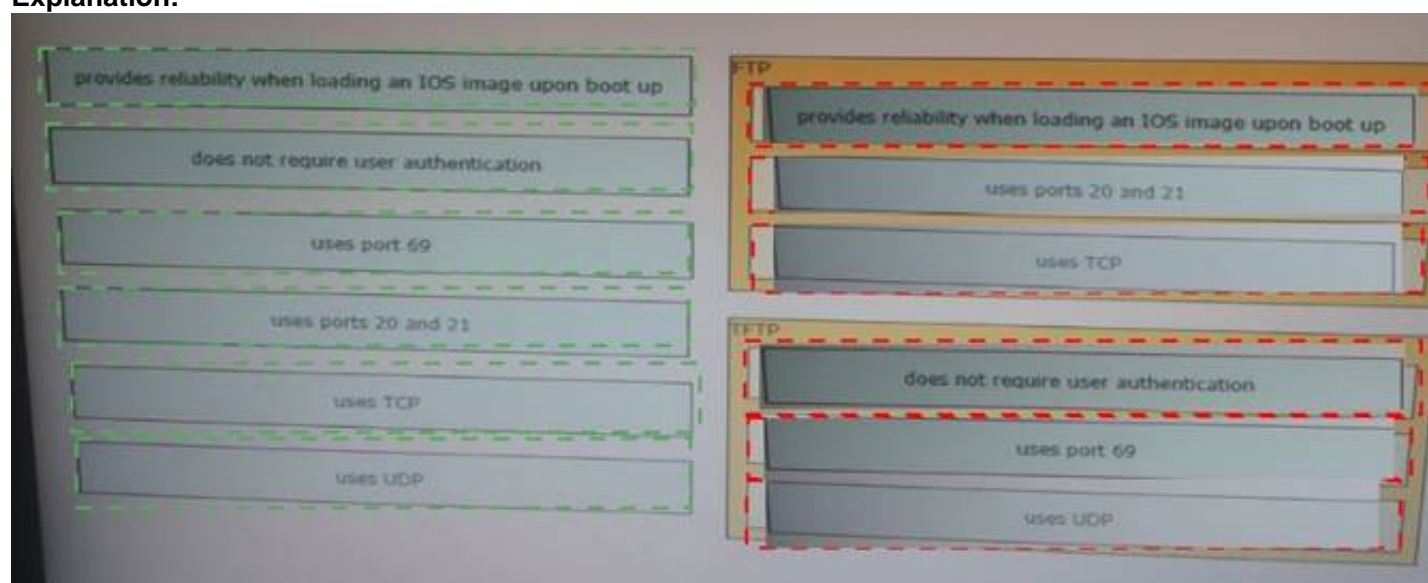 Explanation:
provides reliability when loading an IOS image upon boot up
does not require user authentication
uses port 69
uses ports 20 and 21
uses TCP
uses UDP
FTP
provides reliability when loading an IOS image upon boot up
uses ports 20 and 21
uses TCP
TFTP
does not require user authentication
uses port 69
uses UDP